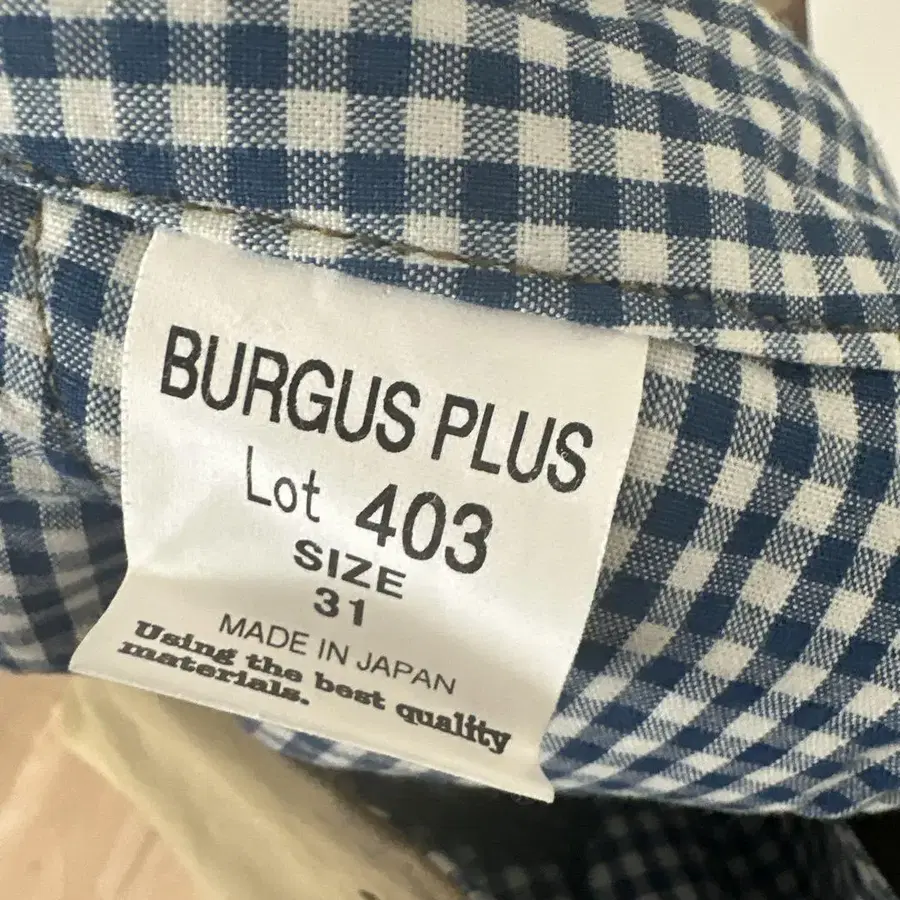 BURGUS PLUS
Lot 403
SIZE
31
MADE IN JAPAN
Using the best quality
materials.